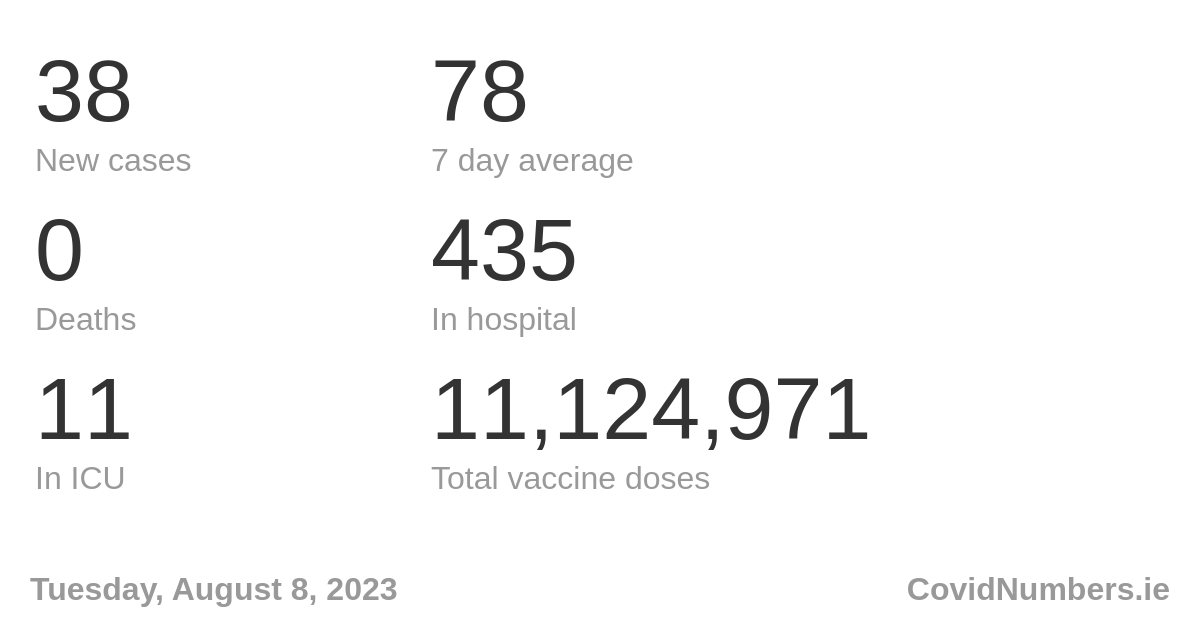 38
78
New cases
7 day average
0
435
Deaths
In hospital
11
11,124,971
In ICU
Total vaccine doses
Tuesday, August 8, 2023
CovidNumbers.ie